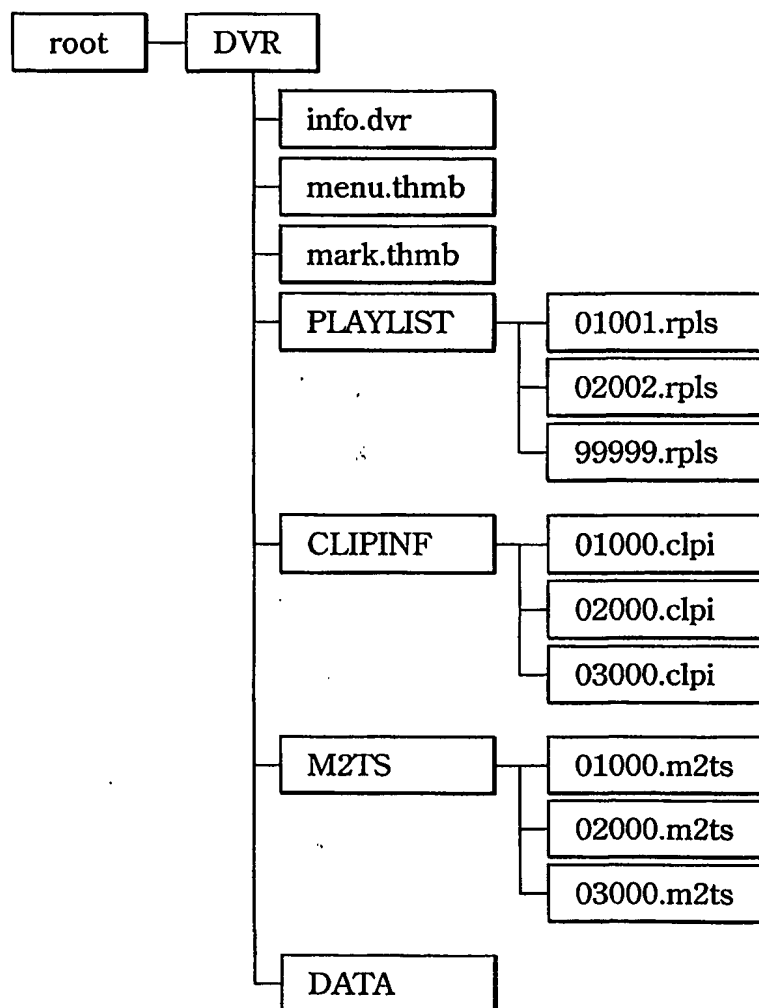 root DVR
info.dvr
menu.thmb
mark.thmb
PLAYLIST 01001.rpls
02002.rpls
99999.rpls
CLIPINF 01000.clpi
02000.clpi
03000.clpi
M2TS 01000.m2ts
02000.m2ts
03000.m2ts
DATA